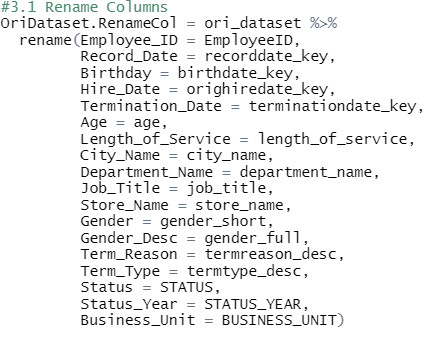 #3.1 Rename Columns
OriDataset.RenameCol = ori_dataset %>%
  rename(Employee_ID = EmployeeID,
         Record_Date = recorddate_key,
         Birthday = birthdate_key,
         Hire_Date = orighiredate_key,
         Termination_Date = terminationdate_key,
         Age = age,
         Length_of_Service = length_of_service,
         City_Name = city_name,
         Department_Name = department_name,
         Job_Title = job_title,
         Store_Name = store_name,
         Gender = gender_short,
         Gender_Desc = gender_full,
         Term_Reason = termreason_desc,
         Term_Type = termtype_desc,
         Status = STATUS,
         Status_Year = STATUS_YEAR,
         Business_Unit = BUSINESS_UNIT)